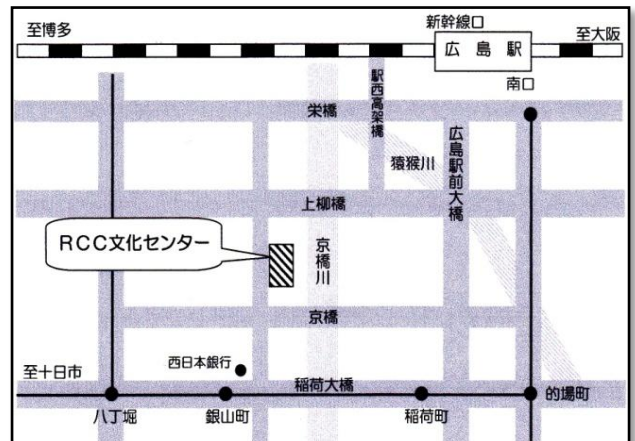 新幹線口
至博多
至大阪
広島駅
南口
駅西高架橋
栄橋
猿猴川
広島駅前大橋
上柳橋
RCC文化センター
京橋川
京橋
西日本銀行
至十日市
稲荷大橋
的場町
八丁堀
銀山町
稲荷町